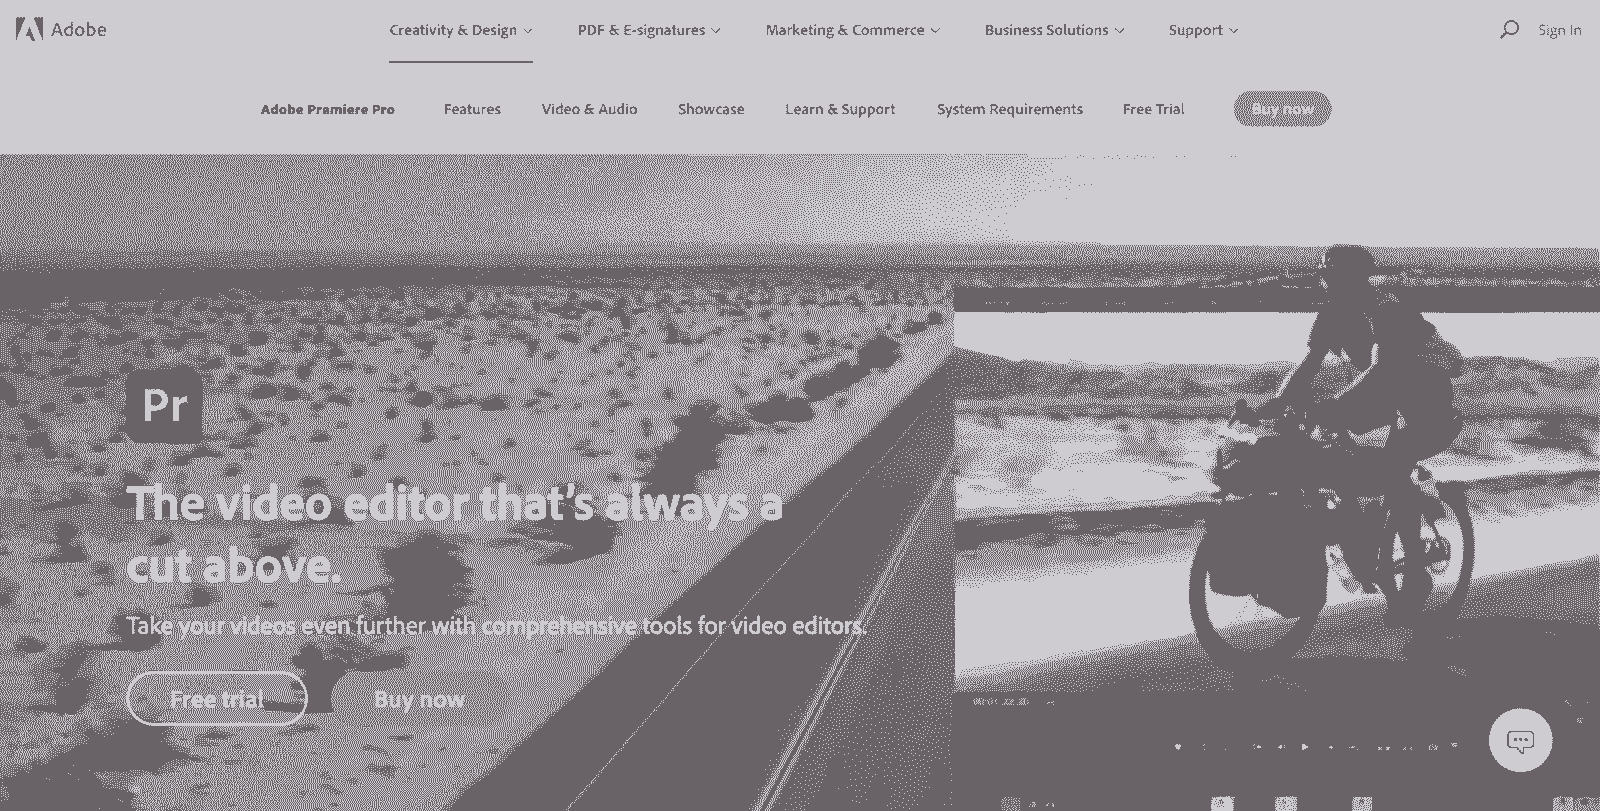 Adobe
Creativity & Design
PDF & E-signatures
Marketing & Commerce
Business Solutions
Support
Sign In
Adobe Premiere Pro
Features
Video & Audio
Showcase
Learn & Support
System Requirements
Free Trial
Buy now
Pr
The video editor that's always a
cut above.
Take your videos even further with comprehensive tools for video editors.
Free trial
Buy now